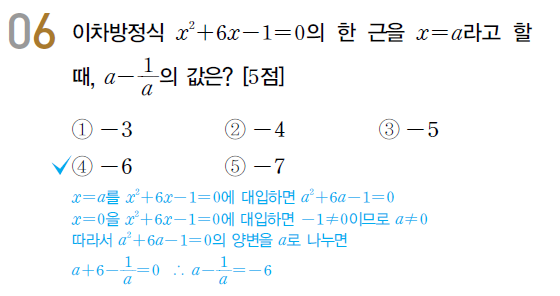 06 이차방정식 x²+6x-1=0의 한 근을 x=a라고 할
때, a-1/a의 값은? [5점]
① -3 ② -4 ③ -5
✓④ -6 ⑤ -7
x=a를 x²+6x-1=0에 대입하면 a²+6a-1=0
x=0을 x²+6x-1=0에 대입하면 -1≠0이므로 a≠0
따라서 a²+6a-1=0의 양변을 a로 나누면
a+6-1/a=0 ∴ a-1/a=-6